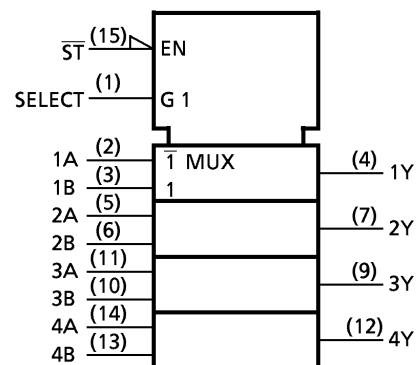 S̅T̅ (15) EN
SELECT (1) G 1
1A (2) 1̅ MUX (4) 1Y
1B (3) 1
2A (5) (7) 2Y
2B (6)
3A (11) (9) 3Y
3B (10)
4A (14) (12) 4Y
4B (13)